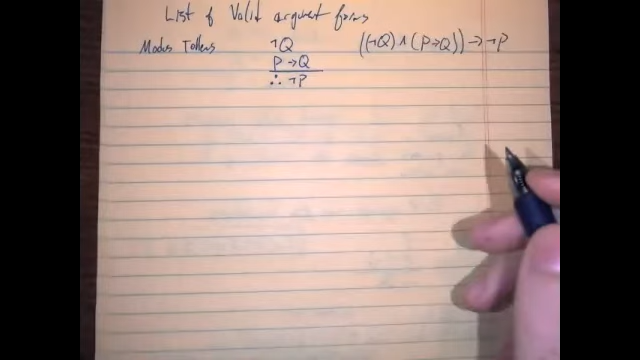 List of Valid argument forms
Modus Tollens ¬Q ((¬Q) ∧ (P→Q)) → ¬P
P→Q
∴ ¬P